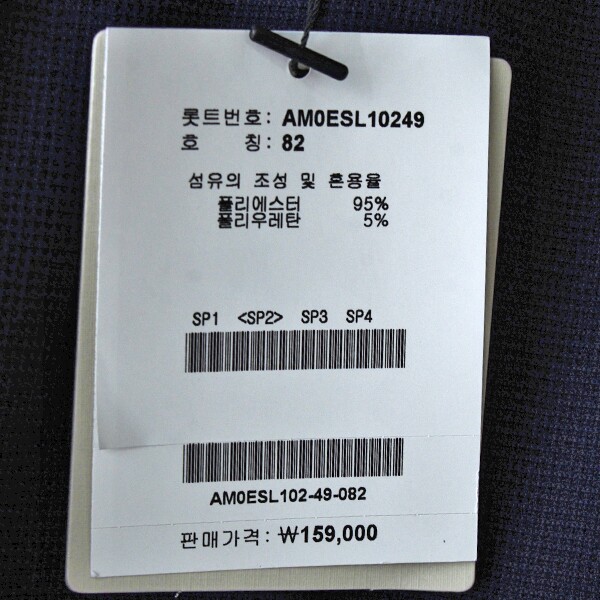 롯트번호: AM0ESL10249
호 칭: 82
섬유의 조성 및 혼용율
폴리에스터 95%
폴리우레탄 5%
SP1 <SP2> SP3 SP4
AM0ESL102-49-082
판매가격: ₩159,000